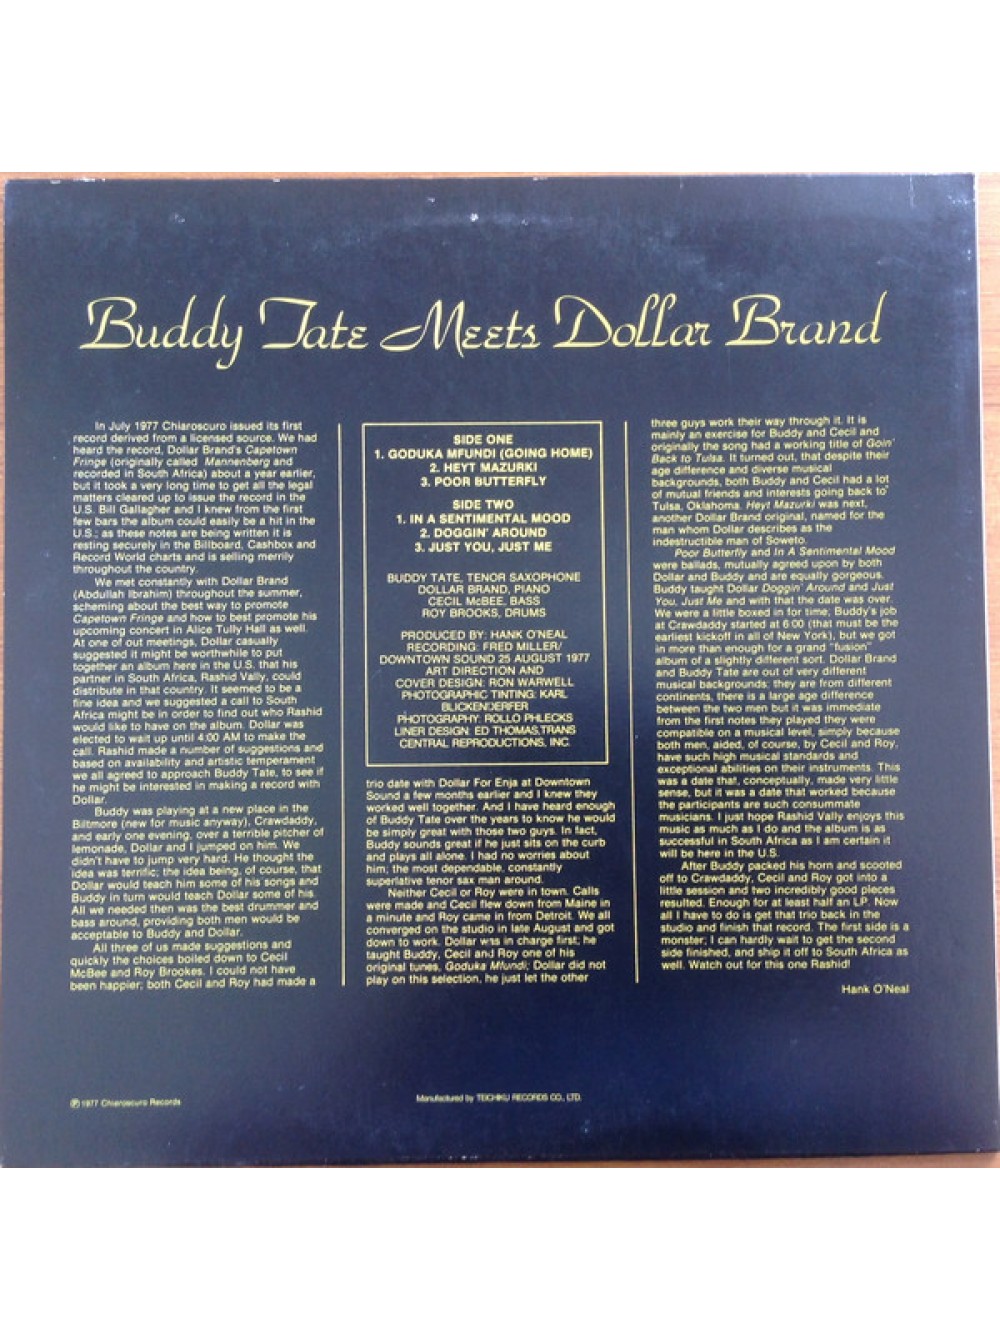 Buddy Tate Meets Dollar Brand
In July 1977 Chiaroscuro issued its first
record derived from a licensed source. We had
heard the record, Dollar Brand's Capetown
Fringe (originally called Mannenberg and
recorded in South Africa) about a year earlier,
but it took a very long time to get all the legal
matters cleared up to issue the record in the
U.S. Bill Gallagher and I knew from the first
few bars the album could easily be a hit in the
U.S.; as these notes are being written it is
resting securely in the Billboard, Cashbox and
Record World charts and is selling merrily
throughout the country.
We met constantly with Dollar Brand
(Abdullah Ibrahim) throughout the summer,
scheming about the best way to promote
Capetown Fringe and how to best promote his
upcoming concert in Alice Tully Hall as well.
At one of out meetings, Dollar casually
suggested it might be worthwhile to put
together an album here in the U.S. that his
partner in South Africa, Rashid Vally, could
distribute in that country. It seemed to be a
fine idea and we suggested a call to South
Africa might be in order to find out who Rashid
would like to have on the album. Dollar was
elected to wait up until 4:00 AM to make the
call. Rashid made a number of suggestions and
based on availability and artistic temperament
we all agreed to approach Buddy Tate, to see if
he might be interested in making a record with
Dollar.
Buddy was playing at a new place in the
Biltmore (new for music anyway), Crawdaddy,
and early one evening, over a terrible pitcher of
lemonade, Dollar and I jumped on him. We
didn't have to jump very hard. He thought the
idea was terrific; the idea being, of course, that
Dollar would teach him some of his songs and
Buddy in turn would teach Dollar some of his.
All we needed then was the best drummer and
bass around, providing both men would be
acceptable to Buddy and Dollar.
All three of us made suggestions and
quickly the choices boiled down to Cecil
McBee and Roy Brookes. I could not have
been happier; both Cecil and Roy had made a
SIDE ONE
1. GODUKA MFUNDI (GOING HOME)
2. HEYT MAZURKI
3. POOR BUTTERFLY
SIDE TWO
1. IN A SENTIMENTAL MOOD
2. DOGGIN' AROUND
3. JUST YOU, JUST ME
BUDDY TATE, TENOR SAXOPHONE
DOLLAR BRAND, PIANO
CECIL McBEE, BASS
ROY BROOKS, DRUMS
PRODUCED BY: HANK O'NEAL
RECORDING: FRED MILLER/
DOWNTOWN SOUND 25 AUGUST 1977
ART DIRECTION AND
COVER DESIGN: RON WARWELL
PHOTOGRAPHIC TINTING: KARL
BLICKENDERFER
PHOTOGRAPHY: ROLLO PHLECKS
LINER DESIGN: ED THOMAS,TRANS
CENTRAL REPRODUCTIONS, INC.
trio date with Dollar For Enja at Downtown
Sound a few months earlier and I knew they
worked well together. And I have heard enough
of Buddy Tate over the years to know he would
be simply great with those two guys. In fact,
Buddy sounds great if he just sits on the curb
and plays all alone. I had no worries about
him; the most dependable, constantly
superlative tenor sax man around.
Neither Cecil or Roy were in town. Calls
were made and Cecil flew down from Maine in
a minute and Roy came in from Detroit. We all
converged on the studio in late August and got
down to work. Dollar was in charge first; he
taught Buddy, Cecil and Roy one of his
original tunes, Goduka Mfundi; Dollar did not
play on this selection, he just let the other
three guys work their way through it. It is
mainly an exercise for Buddy and Cecil and
originally the song had a working title of Goin'
Back to Tulsa. It turned out, that despite their
age difference and diverse musical
backgrounds, both Buddy and Cecil had a lot
of mutual friends and interests going back to
Tulsa, Oklahoma. Heyt Mazurki was next,
another Dollar Brand original, named for the
man whom Dollar describes as the
indestructible man of Soweto.
Poor Butterfly and In A Sentimental Mood
were ballads, mutually agreed upon by both
Dollar and Buddy and are equally gorgeous.
Buddy taught Dollar Doggin' Around and Just
You, Just Me and with that the date was over.
We were a little boxed in for time; Buddy's job
at Crawdaddy started at 6:00 (that must be the
earliest kickoff in all of New York), but we got
in more than enough for a grand "fusion"
album of a slightly different sort. Dollar Brand
and Buddy Tate are out of very different
musical backgrounds; they are from different
continents, there is a large age difference
between the two men but it was immediate
from the first notes they played they were
compatible on a musical level, simply because
both men, aided, of course, by Cecil and Roy,
have such high musical standards and
exceptional abilities on their instruments. This
was a date that, conceptually, made very little
sense, but it was a date that worked because
the participants are such consummate
musicians. I just hope Rashid Vally enjoys this
music as much as I do and the album is as
successful in South Africa as I am certain it
will be here in the U.S.
After Buddy packed his horn and scooted
off to Crawdaddy, Cecil and Roy got into a
little session and two incredibly good pieces
resulted. Enough for at least half an LP. Now
all I have to do is get that trio back in the
studio and finish that record. The first side is a
monster; I can hardly wait to get the second
side finished, and ship it off to South Africa as
well. Watch out for this one Rashid!
Hank O'Neal
℗ 1977 Chiaroscuro Records
Manufactured by TEICHIKU RECORDS CO., LTD.